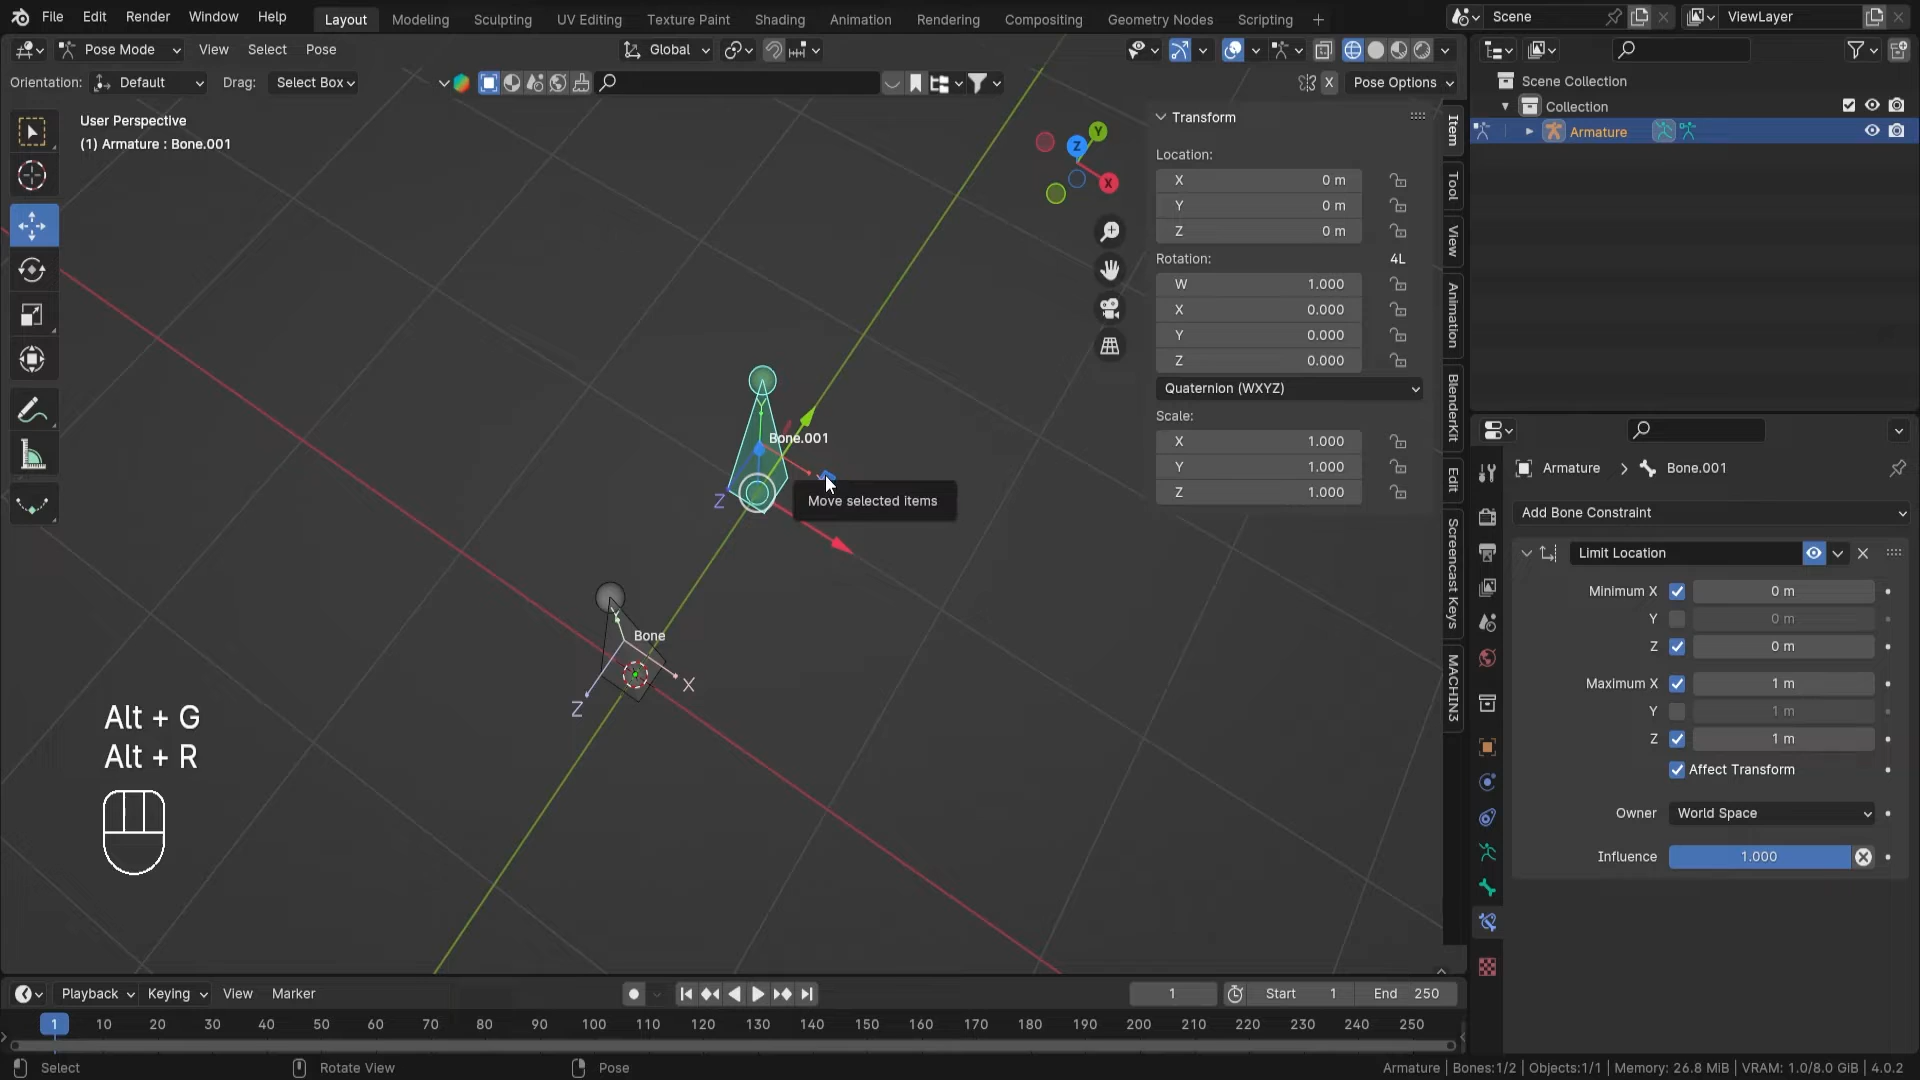 File Edit Render Window Help Layout Modeling Sculpting UV Editing Texture Paint Shading Animation Rendering Compositing Geometry Nodes Scripting Scene ViewLayer
Pose Mode View Select Pose Global
Orientation: Default Drag: Select Box Pose Options
User Perspective
(1) Armature : Bone.001
Bone.001
Z
Move selected items
Bone
Y
X
Z
Alt + G
Alt + R
Z Y X
Transform
Location:
X 0 m
Y 0 m
Z 0 m
Rotation: 4L
W 1.000
X 0.000
Y 0.000
Z 0.000
Quaternion (WXYZ)
Scale:
X 1.000
Y 1.000
Z 1.000
Item
Tool
View
Animation
BlenderKit
Edit
Screencast Keys
MACHIN3
Scene Collection
Collection
Armature
Armature Bone.001
Add Bone Constraint
Limit Location
Minimum X 0 m
Y 0 m
Z 0 m
Maximum X 1 m
Y 1 m
Z 1 m
Affect Transform
Owner World Space
Influence 1.000
Playback Keying View Marker 1 Start 1 End 250
1 10 20 30 40 50 60 70 80 90 100 110 120 130 140 150 160 170 180 190 200 210 220 230 240 250
Select Rotate View Pose Armature | Bones:1/2 | Objects:1/1 | Memory: 26.8 MiB | VRAM: 1.0/8.0 GiB | 4.0.2